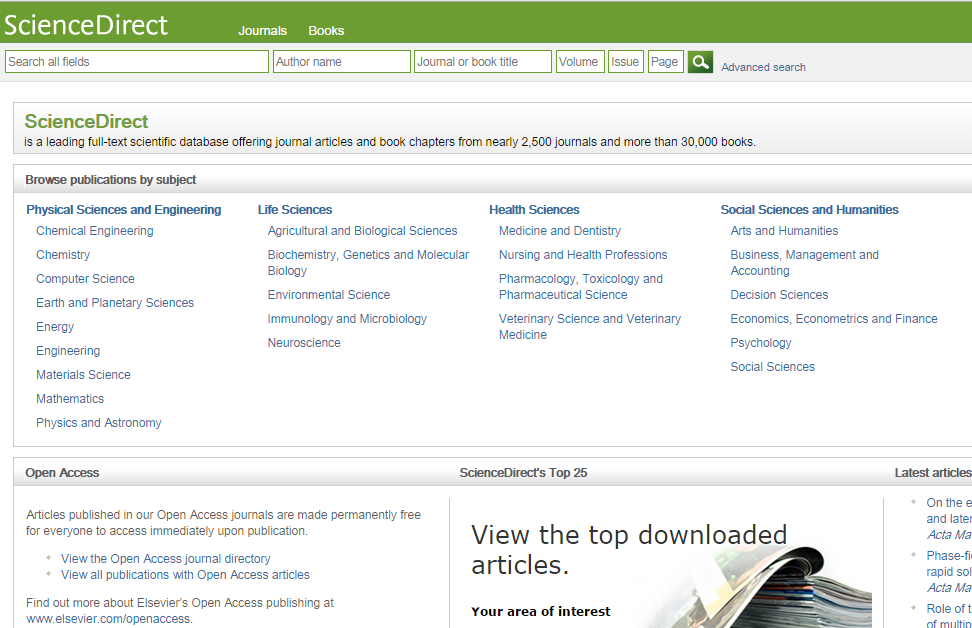 ScienceDirect
Journals Books
Search all fields Author name Journal or book title Volume Issue Page Advanced search
ScienceDirect
is a leading full-text scientific database offering journal articles and book chapters from nearly 2,500 journals and more than 30,000 books.
Browse publications by subject
Physical Sciences and Engineering
Chemical Engineering
Chemistry
Computer Science
Earth and Planetary Sciences
Energy
Engineering
Materials Science
Mathematics
Physics and Astronomy
Life Sciences
Agricultural and Biological Sciences
Biochemistry, Genetics and Molecular
Biology
Environmental Science
Immunology and Microbiology
Neuroscience
Health Sciences
Medicine and Dentistry
Nursing and Health Professions
Pharmacology, Toxicology and
Pharmaceutical Science
Veterinary Science and Veterinary
Medicine
Social Sciences and Humanities
Arts and Humanities
Business, Management and
Accounting
Decision Sciences
Economics, Econometrics and Finance
Psychology
Social Sciences
Open Access
Articles published in our Open Access journals are made permanently free
for everyone to access immediately upon publication.
View the Open Access journal directory
View all publications with Open Access articles
Find out more about Elsevier's Open Access publishing at
www.elsevier.com/openaccess.
ScienceDirect's Top 25
View the top downloaded
articles.
Your area of interest
Latest articles
On the e
and later
Acta Ma
Phase-fi
rapid sol
Acta Ma
Role of t
of multip